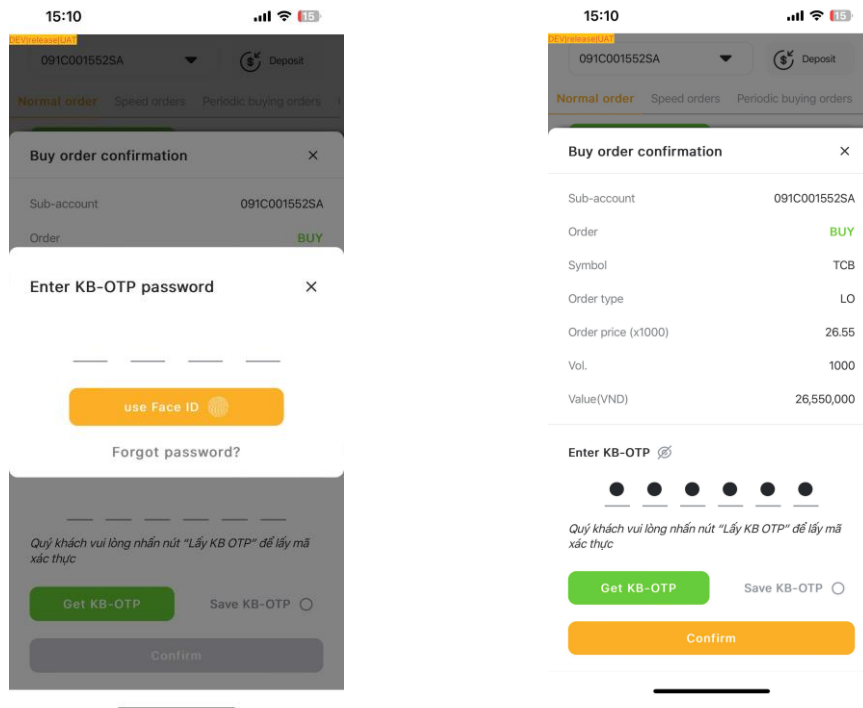 15:10
15
DEV|release|UAT
091C001552SA
Deposit
Normal order Speed orders Periodic buying orders
Buy order confirmation
Sub-account 091C001552SA
Order BUY
Enter KB-OTP password
use Face ID
Forgot password?
Quý khách vui lòng nhấn nút “Lấy KB OTP” để lấy mã
xác thực
Get KB-OTP Save KB-OTP
Confirm
15:10
15
DEV|release|UAT
091C001552SA
Deposit
Normal order Speed orders Periodic buying orders
Buy order confirmation
Sub-account 091C001552SA
Order BUY
Symbol TCB
Order type LO
Order price (x1000) 26.55
Vol. 1000
Value(VND) 26,550,000
Enter KB-OTP
Quý khách vui lòng nhấn nút “Lấy KB OTP” để lấy mã
xác thực
Get KB-OTP Save KB-OTP
Confirm